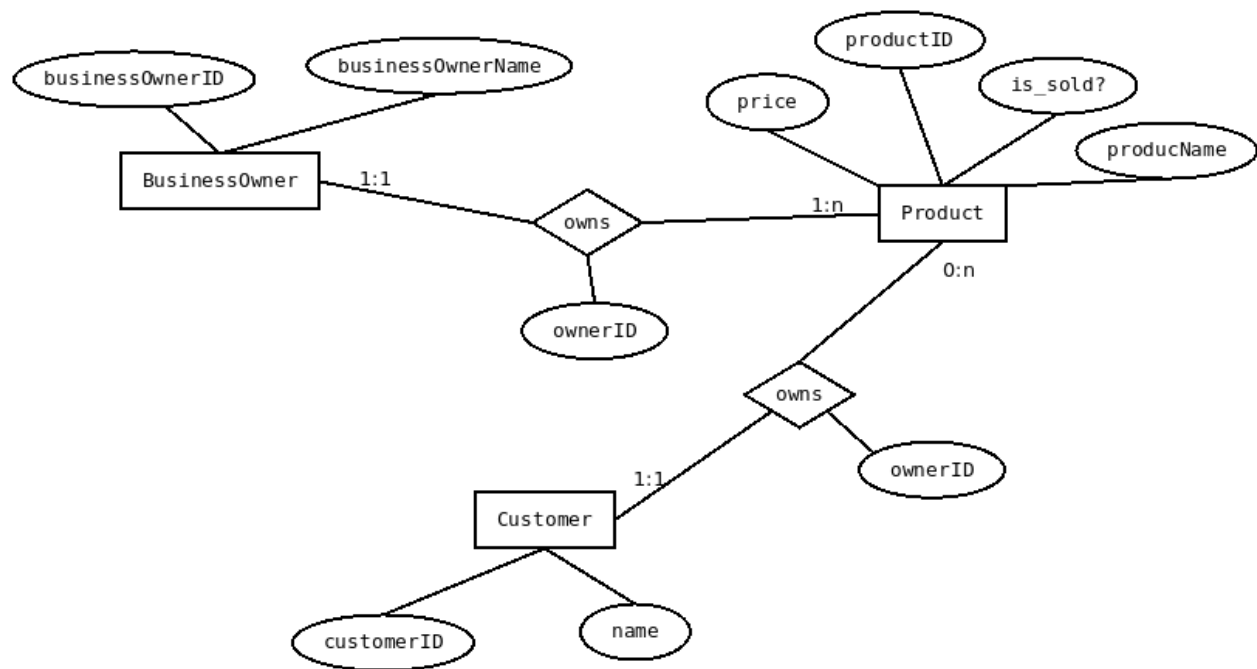 productID
businessOwnerID
businessOwnerName
is_sold?
price
producName
BusinessOwner
1:1
owns
1:n
Product
0:n
ownerID
owns
ownerID
1:1
Customer
customerID
name